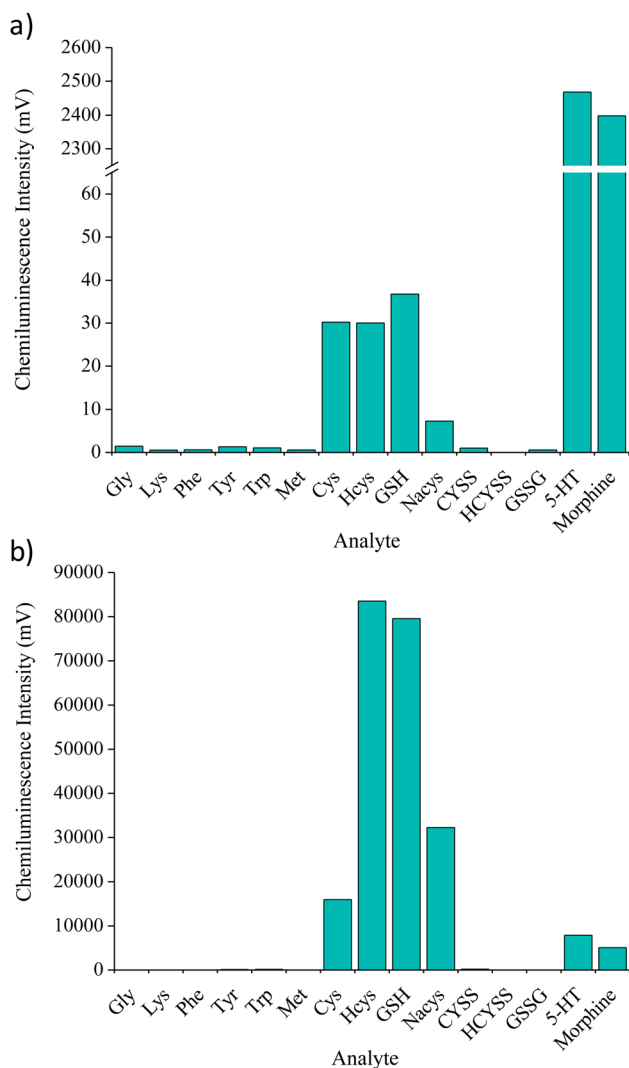 a)
Chemiluminescence Intensity (mV)
2600
2500
2400
2300
60
50
40
30
20
10
0
Gly Lys Phe Tyr Trp Met Cys Hcys GSH Nacys CYSS HCYSS GSSG 5-HT Morphine
Analyte
b)
Chemiluminescence Intensity (mV)
90000
80000
70000
60000
50000
40000
30000
20000
10000
0
Gly Lys Phe Tyr Trp Met Cys Hcys GSH Nacys CYSS HCYSS GSSG 5-HT Morphine
Analyte